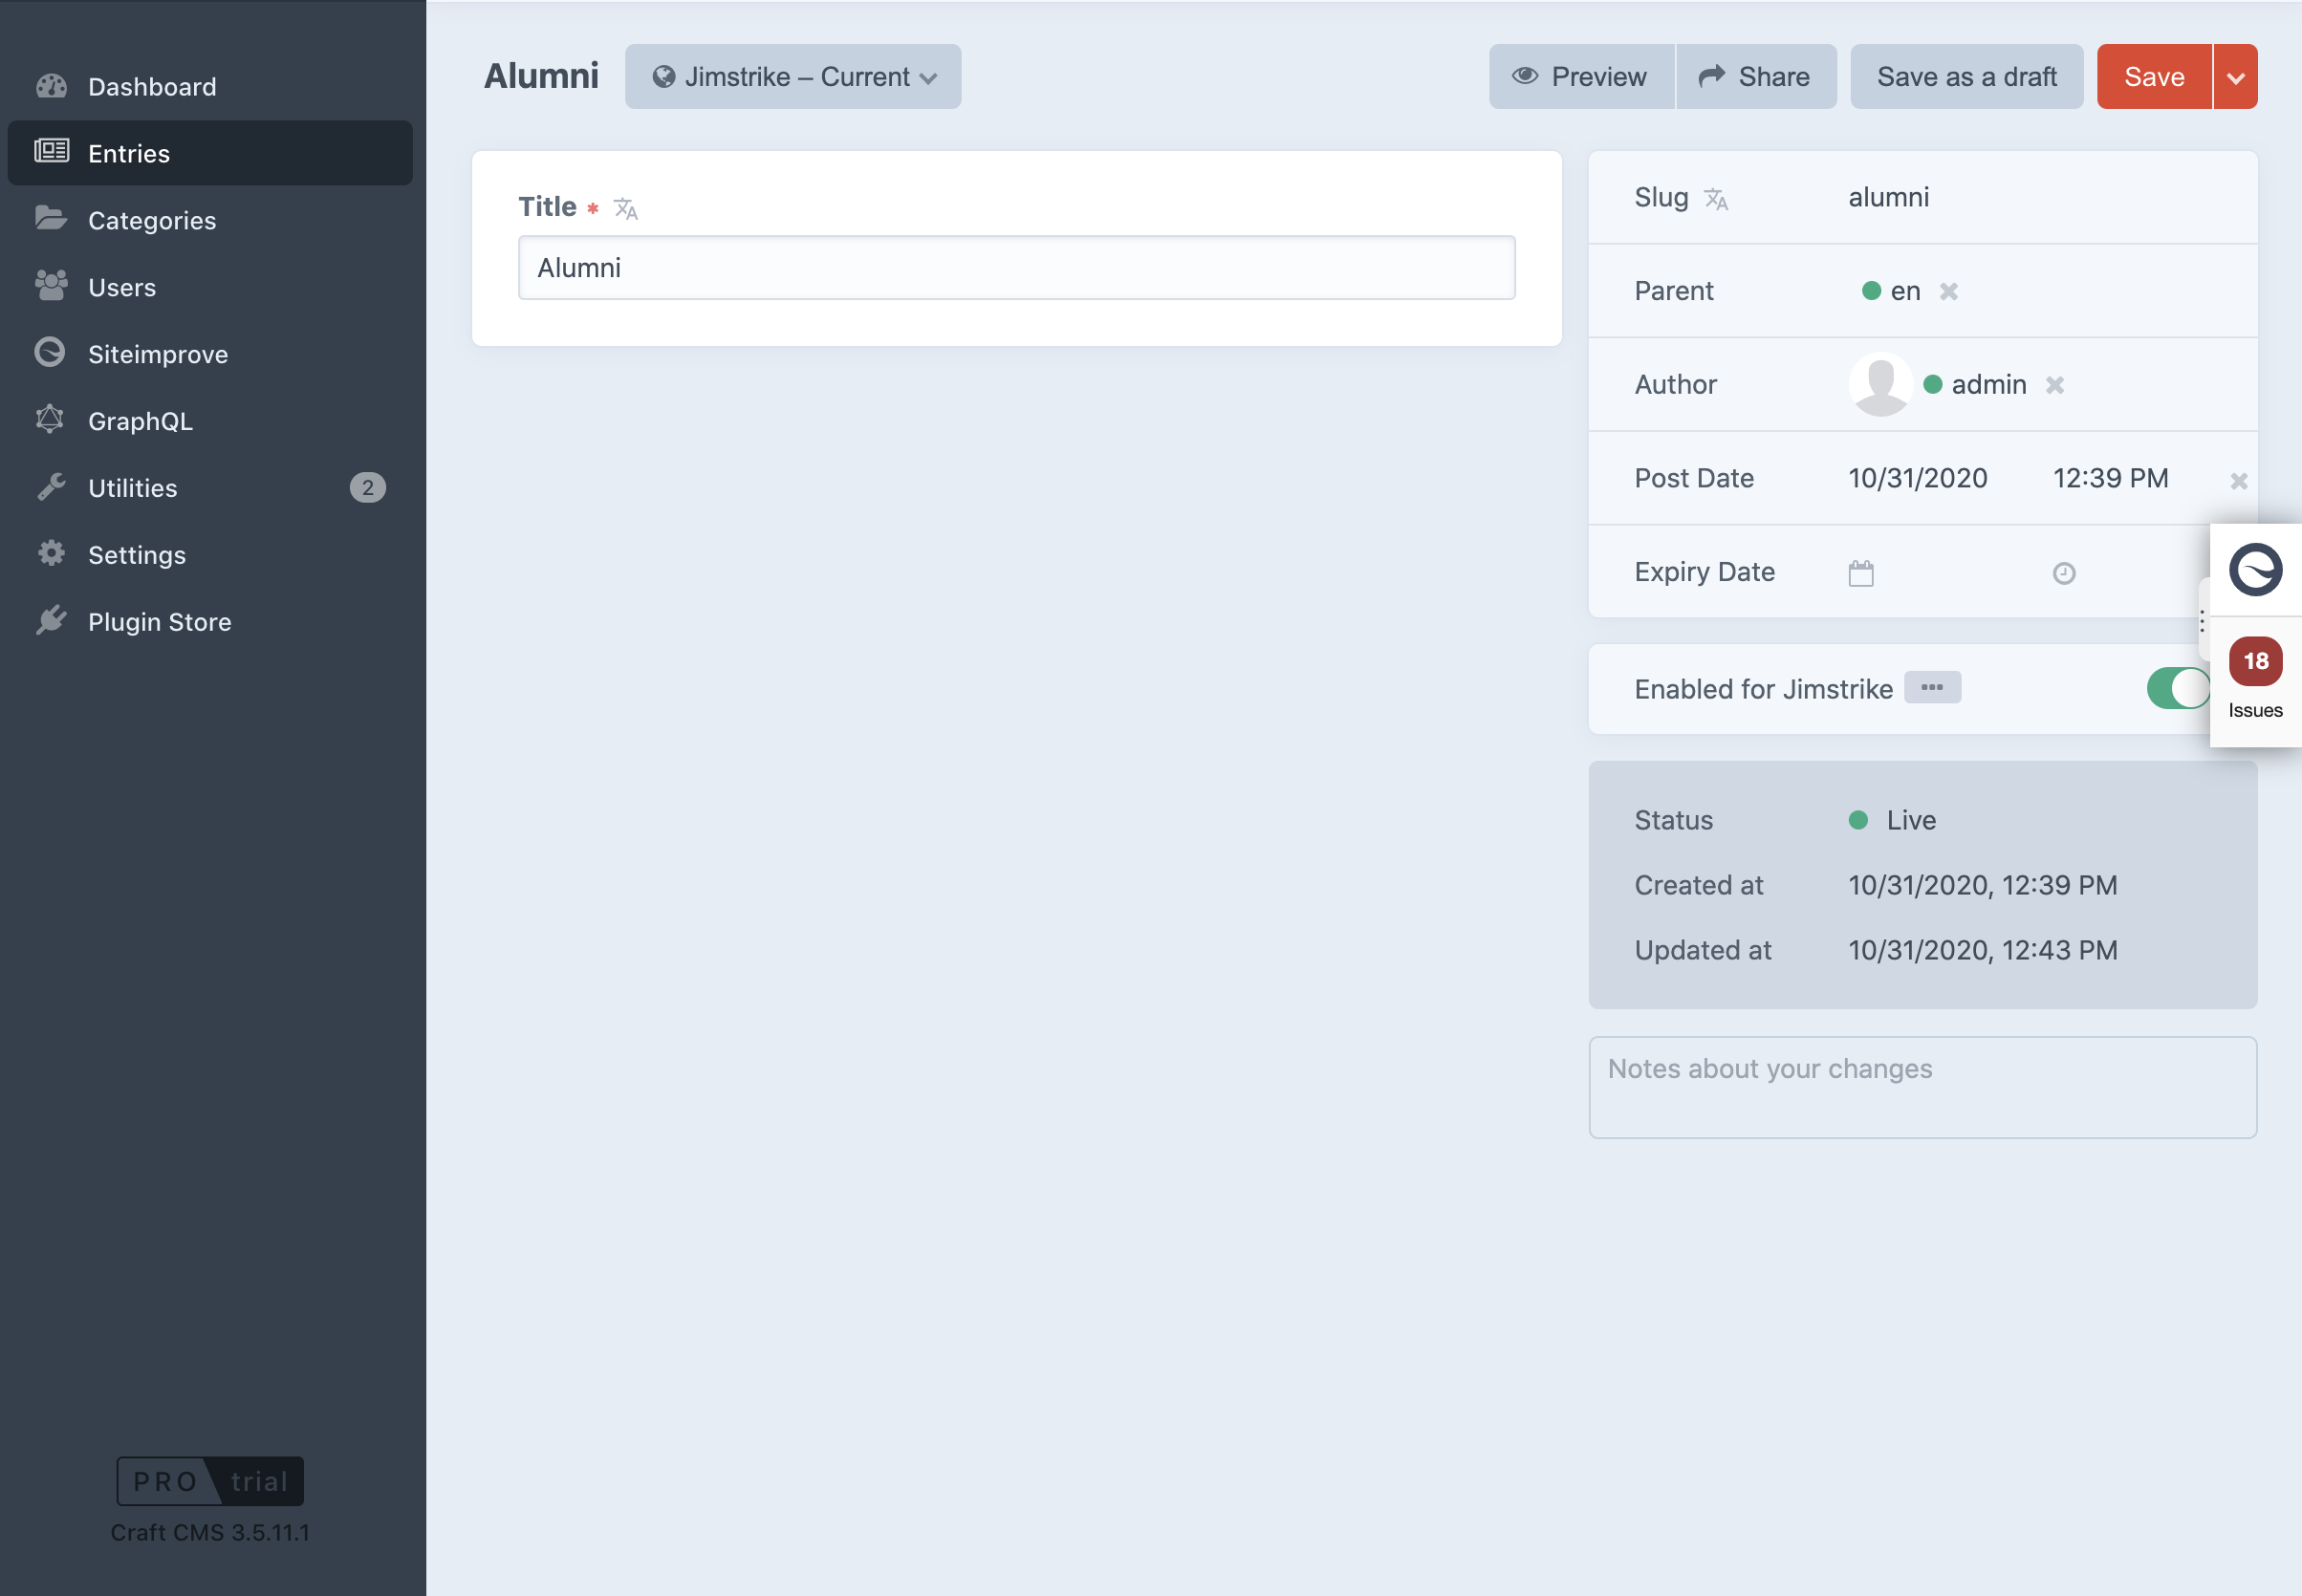 Dashboard
Entries
Categories
Users
Siteimprove
GraphQL
Utilities 2
Settings
Plugin Store
PRO trial
Craft CMS 3.5.11.1
Alumni
Jimstrike – Current
Preview
Share
Save as a draft
Save
Title *
Alumni
Slug alumni
Parent en
Author admin
Post Date 10/31/2020 12:39 PM
Expiry Date
Enabled for Jimstrike
Status Live
Created at 10/31/2020, 12:39 PM
Updated at 10/31/2020, 12:43 PM
Notes about your changes
18
Issues